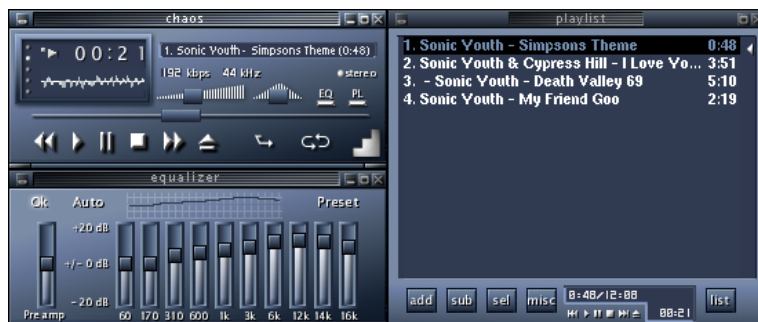 chaos
00:21
1. Sonic Youth - Simpsons Theme (0:48)
192 kbps 44 kHz
stereo
EQ PL
equalizer
Ok Auto Preset
+20 dB
+/- 0 dB
-20 dB
Preamp 60 170 310 600 1k 3k 6k 12k 14k 16k
playlist
1. Sonic Youth - Simpsons Theme 0:48
2. Sonic Youth & Cypress Hill - I Love Yo... 3:51
3. - Sonic Youth - Death Valley 69 5:10
4. Sonic Youth - My Friend Goo 2:19
add sub sel misc 0:48/12:08 list
00:21